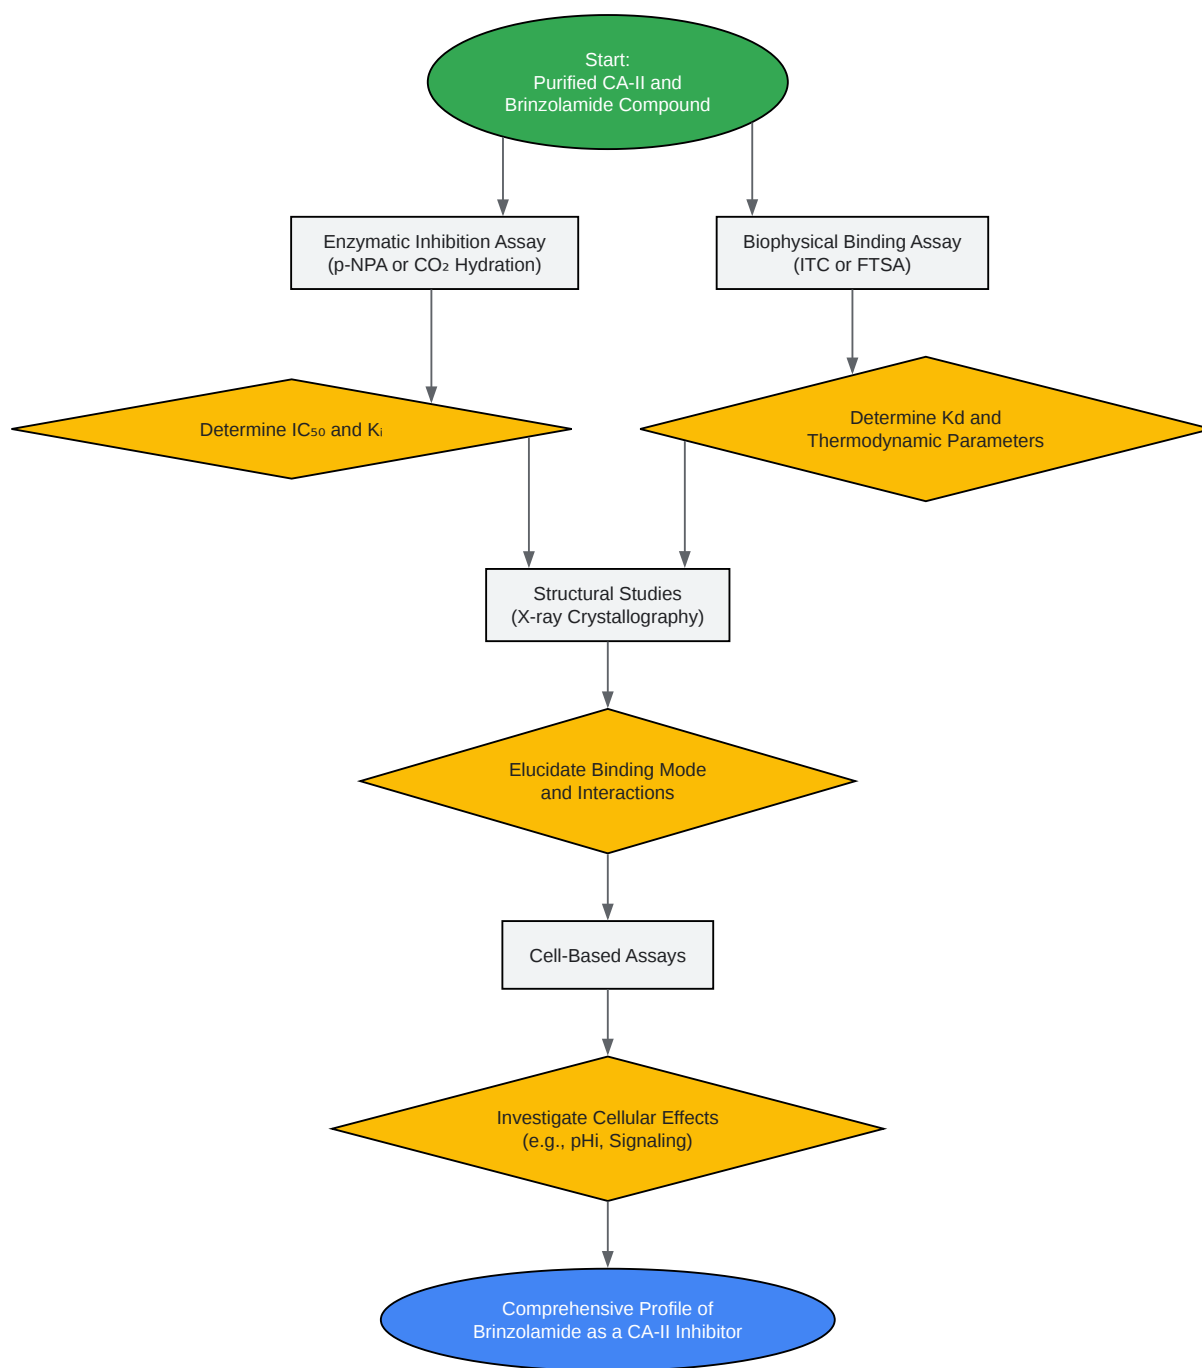 Start:
Purified CA-II and
Brinzolamide Compound
Enzymatic Inhibition Assay
(p-NPA or CO₂ Hydration)
Biophysical Binding Assay
(ITC or FTSA)
Determine IC₅₀ and Kᵢ
Determine Kd and
Thermodynamic Parameters
Structural Studies
(X-ray Crystallography)
Elucidate Binding Mode
and Interactions
Cell-Based Assays
Investigate Cellular Effects
(e.g., pHi, Signaling)
Comprehensive Profile of
Brinzolamide as a CA-II Inhibitor